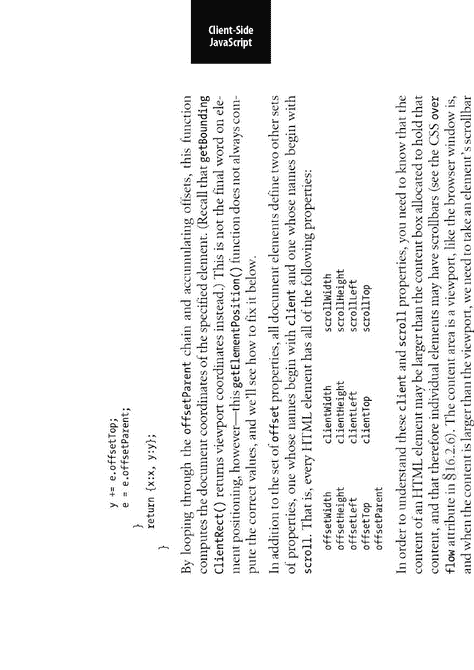 Client-Side
JavaScript
y += e.offsetTop;
e = e.offsetParent;
}
return {x:x, y:y};
}
By looping through the offsetParent chain and accumulating offsets, this function
computes the document coordinates of the specified element. (Recall that getBounding
ClientRect() returns viewport coordinates instead.) This is not the final word on ele-
ment positioning, however—this getElementPosition() function does not always com-
pute the correct values, and we'll see how to fix it below.
In addition to the set of offset properties, all document elements define two other sets
of properties, one whose names begin with client and one whose names begin with
scroll. That is, every HTML element has all of the following properties:
offsetWidth clientWidth scrollWidth
offsetHeight clientHeight scrollHeight
offsetLeft clientLeft scrollLeft
offsetTop clientTop scrollTop
offsetParent
In order to understand these client and scroll properties, you need to know that the
content of an HTML element may be larger than the content box allocated to hold that
content, and that therefore individual elements may have scrollbars (see the CSS over
flow attribute in §16.2.6). The content area is a viewport, like the browser window is,
and when the content is larger than the viewport, we need to take an element's scrollbar